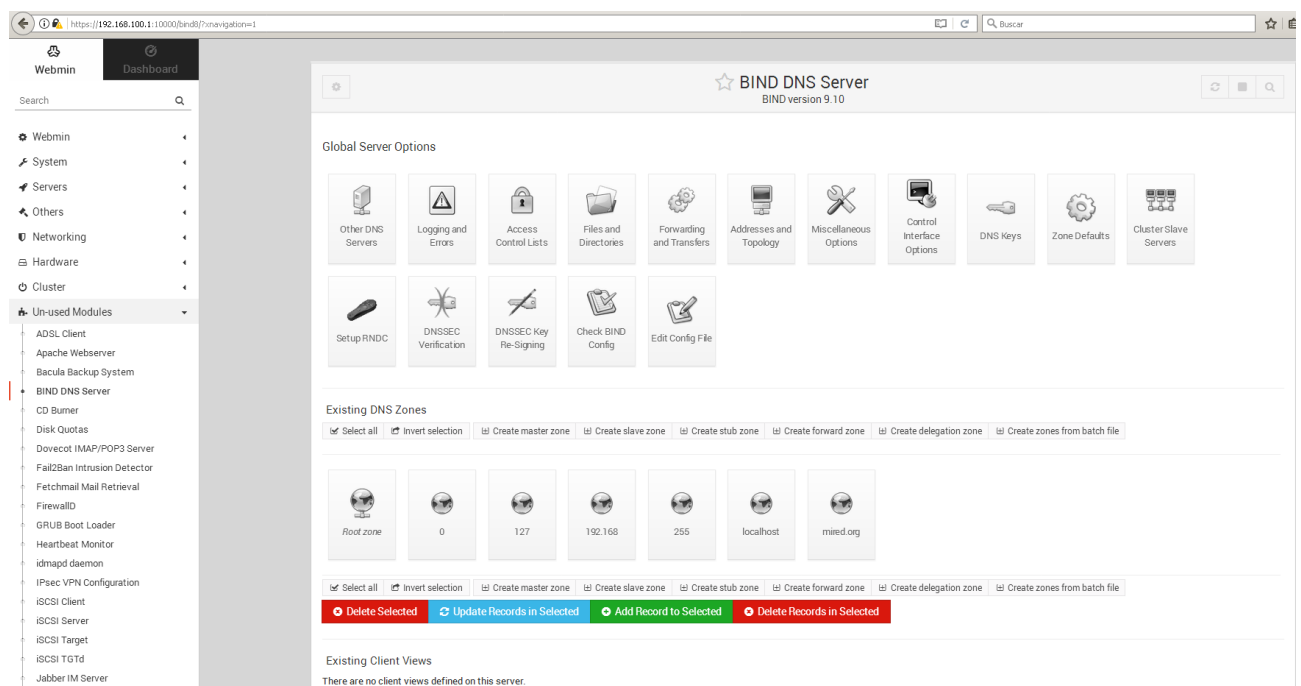 https://192.168.100.1:10000/bind8/?xnavigation=1
Buscar
Webmin
Dashboard
Search
Webmin
System
Servers
Others
Networking
Hardware
Cluster
Un-used Modules
ADSL Client
Apache Webserver
Bacula Backup System
BIND DNS Server
CD Burner
Disk Quotas
Dovecot IMAP/POP3 Server
Fail2Ban Intrusion Detector
Fetchmail Mail Retrieval
FirewallD
GRUB Boot Loader
Heartbeat Monitor
idmapd daemon
IPsec VPN Configuration
iSCSI Client
iSCSI Server
iSCSI Target
iSCSI TGTd
Jabber IM Server
BIND DNS Server
BIND version 9.10
Global Server Options
Other DNS Servers
Logging and Errors
Access Control Lists
Files and Directories
Forwarding and Transfers
Addresses and Topology
Miscellaneous Options
Control Interface Options
DNS Keys
Zone Defaults
Cluster Slave Servers
Setup RNDC
DNSSEC Verification
DNSSEC Key Re-Signing
Check BIND Config
Edit Config File
Existing DNS Zones
Select all Invert selection Create master zone Create slave zone Create stub zone Create forward zone Create delegation zone Create zones from batch file
Root zone 0 127 192.168 255 localhost mired.org
Select all Invert selection Create master zone Create slave zone Create stub zone Create forward zone Create delegation zone Create zones from batch file
Delete Selected Update Records in Selected Add Record to Selected Delete Records in Selected
Existing Client Views
There are no client views defined on this server.